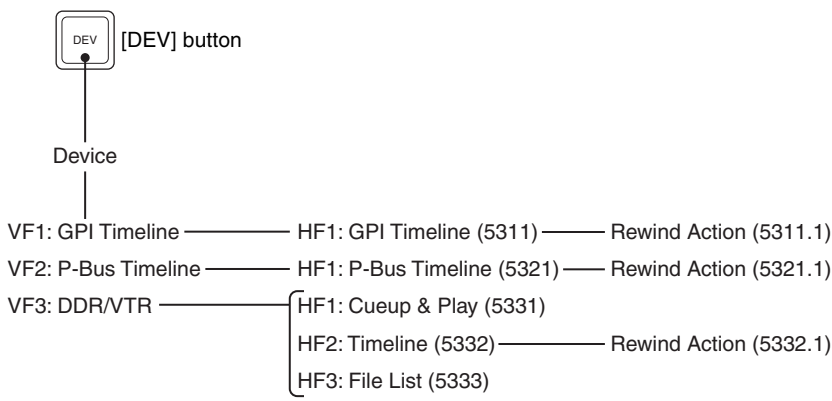 DEV [DEV] button
Device
VF1: GPI Timeline HF1: GPI Timeline (5311) Rewind Action (5311.1)
VF2: P-Bus Timeline HF1: P-Bus Timeline (5321) Rewind Action (5321.1)
VF3: DDR/VTR HF1: Cueup & Play (5331)
HF2: Timeline (5332) Rewind Action (5332.1)
HF3: File List (5333)